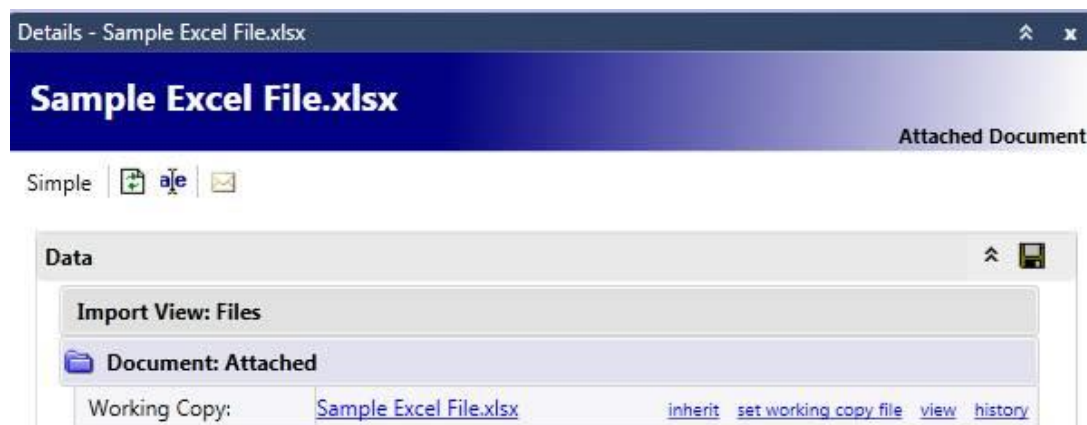 Details - Sample Excel File.xlsx
Sample Excel File.xlsx
Attached Document
Simple
Data
Import View: Files
Document: Attached
Working Copy: Sample Excel File.xlsx inherit set working copy file view history